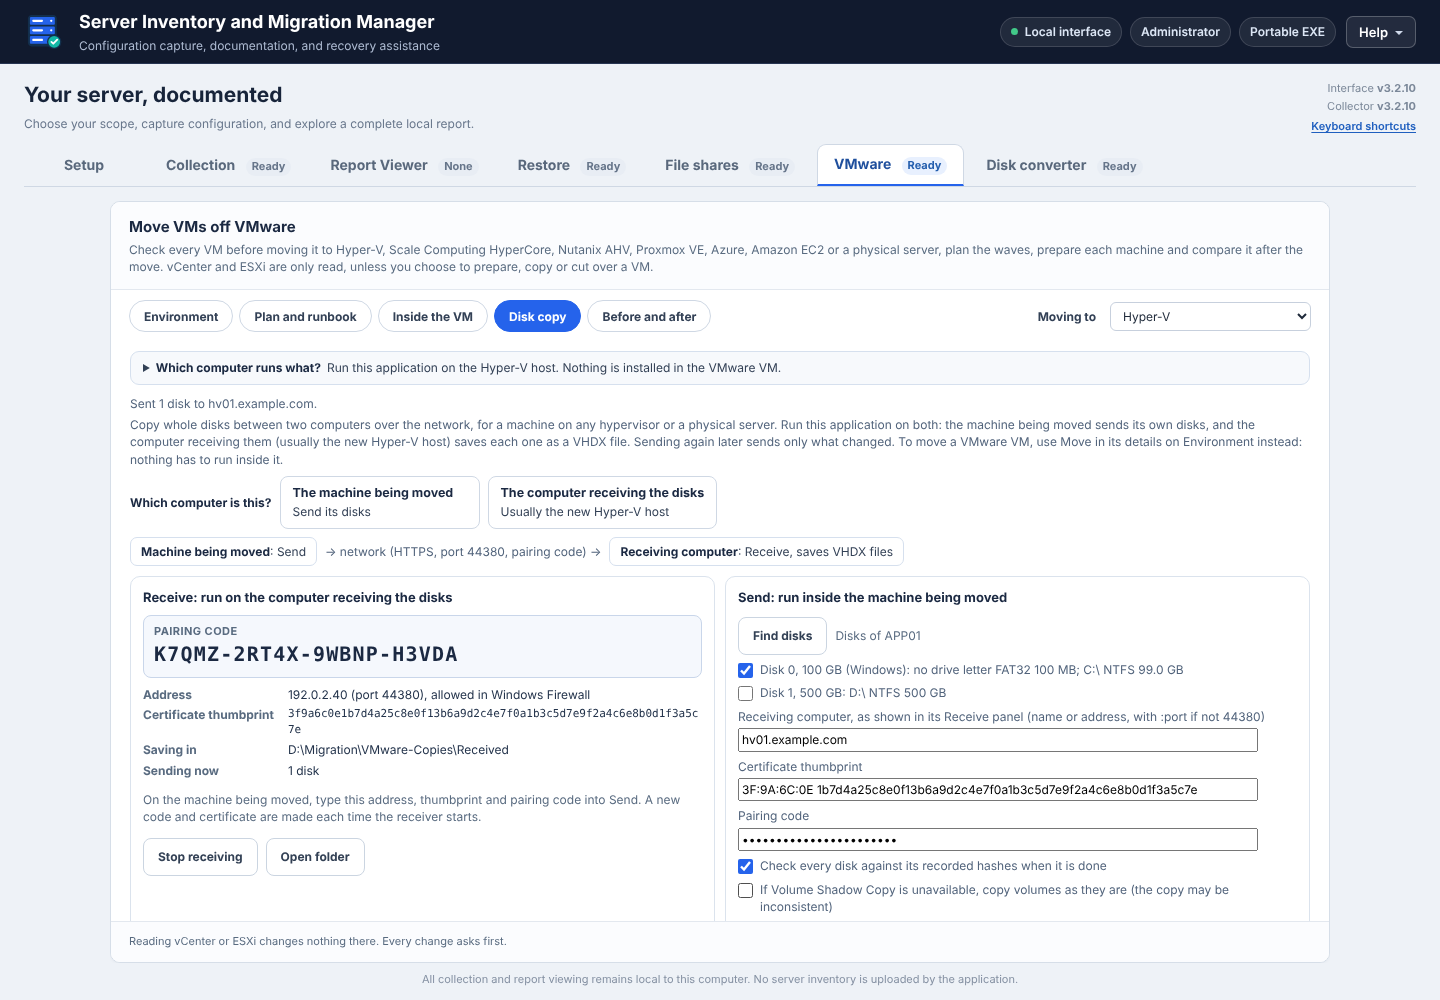 Server Inventory and Migration Manager
Configuration capture, documentation, and recovery assistance
Local interface
Administrator
Portable EXE
Help
Your server, documented
Choose your scope, capture configuration, and explore a complete local report.
Interface v3.2.10
Collector v3.2.10
Keyboard shortcuts
Setup
Collection Ready
Report Viewer None
Restore Ready
File shares Ready
VMware Ready
Disk converter Ready
Move VMs off VMware
Check every VM before moving it to Hyper-V, Scale Computing HyperCore, Nutanix AHV, Proxmox VE, Azure, Amazon EC2 or a physical server, plan the waves, prepare each machine and compare it after the
move. vCenter and ESXi are only read, unless you choose to prepare, copy or cut over a VM.
Environment
Plan and runbook
Inside the VM
Disk copy
Before and after
Moving to
Hyper-V
Which computer runs what? Run this application on the Hyper-V host. Nothing is installed in the VMware VM.
Sent 1 disk to hv01.example.com.
Copy whole disks between two computers over the network, for a machine on any hypervisor or a physical server. Run this application on both: the machine being moved sends its own disks, and the
computer receiving them (usually the new Hyper-V host) saves each one as a VHDX file. Sending again later sends only what changed. To move a VMware VM, use Move in its details on Environment instead:
nothing has to run inside it.
Which computer is this?
The machine being moved
Send its disks
The computer receiving the disks
Usually the new Hyper-V host
Machine being moved: Send
→ network (HTTPS, port 44380, pairing code) →
Receiving computer: Receive, saves VHDX files
Receive: run on the computer receiving the disks
PAIRING CODE
K7QMZ-2RT4X-9WBNP-H3VDA
Address 192.0.2.40 (port 44380), allowed in Windows Firewall
Certificate thumbprint 3f9a6c0e1b7d4a25c8e0f13b6a9d2c4e7f0a1b3c5d7e9f2a4c6e8b0d1f3a5c
7e
Saving in D:\Migration\VMware-Copies\Received
Sending now 1 disk
On the machine being moved, type this address, thumbprint and pairing code into Send. A new
code and certificate are made each time the receiver starts.
Stop receiving
Open folder
Send: run inside the machine being moved
Find disks
Disks of APP01
Disk 0, 100 GB (Windows): no drive letter FAT32 100 MB; C:\ NTFS 99.0 GB
Disk 1, 500 GB: D:\ NTFS 500 GB
Receiving computer, as shown in its Receive panel (name or address, with :port if not 44380)
hv01.example.com
Certificate thumbprint
3F:9A:6C:0E 1b7d4a25c8e0f13b6a9d2c4e7f0a1b3c5d7e9f2a4c6e8b0d1f3a5c7e
Pairing code
•••••••••••••••••••••••
Check every disk against its recorded hashes when it is done
If Volume Shadow Copy is unavailable, copy volumes as they are (the copy may be
inconsistent)
Reading vCenter or ESXi changes nothing there. Every change asks first.
All collection and report viewing remains local to this computer. No server inventory is uploaded by the application.